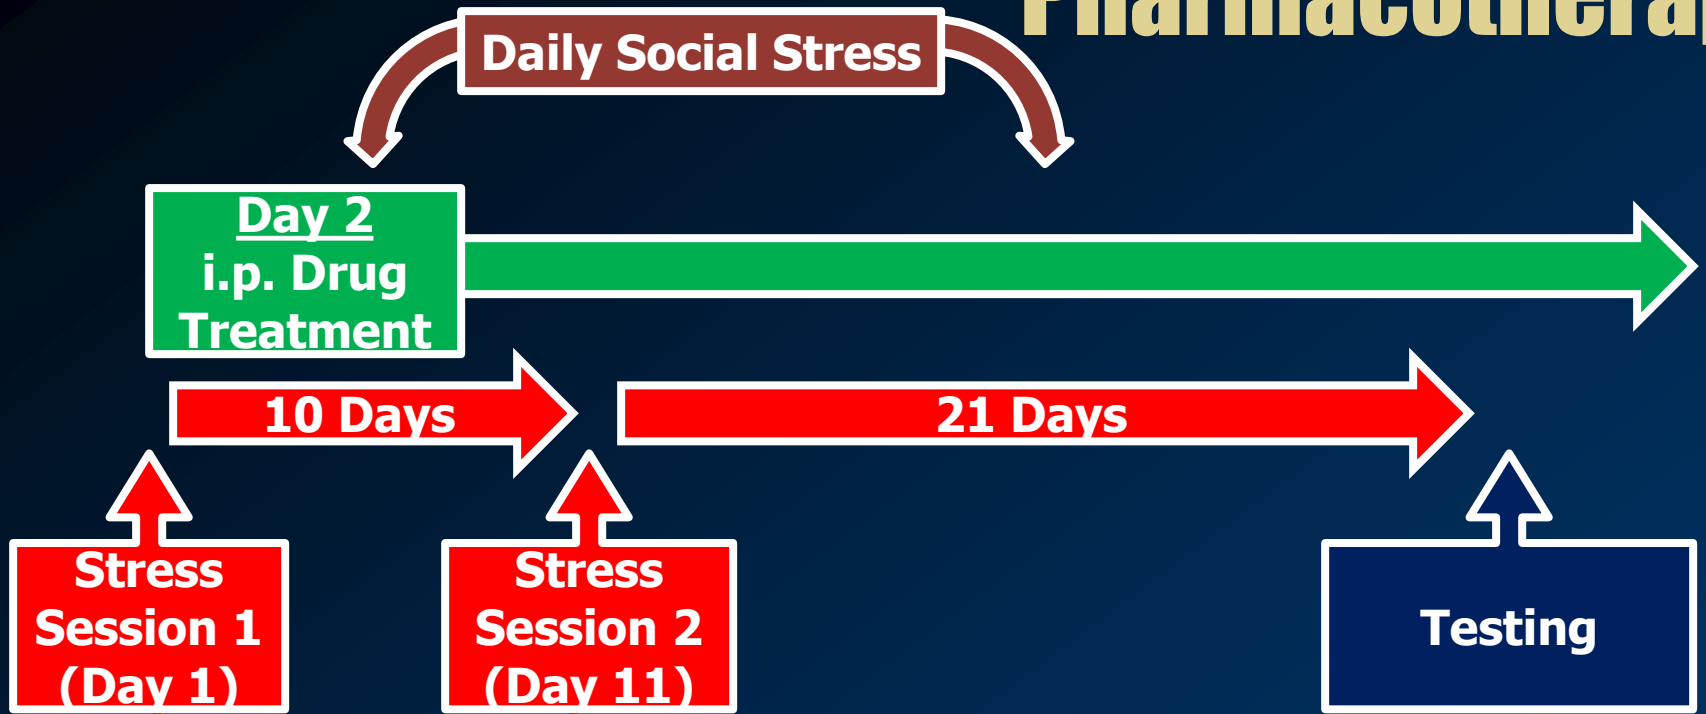 Pharmacothera
Daily Social Stress
Day 2
i.p. Drug
Treatment
10 Days
21 Days
Stress
Session 1
(Day 1)
Stress
Session 2
(Day 11)
Testing